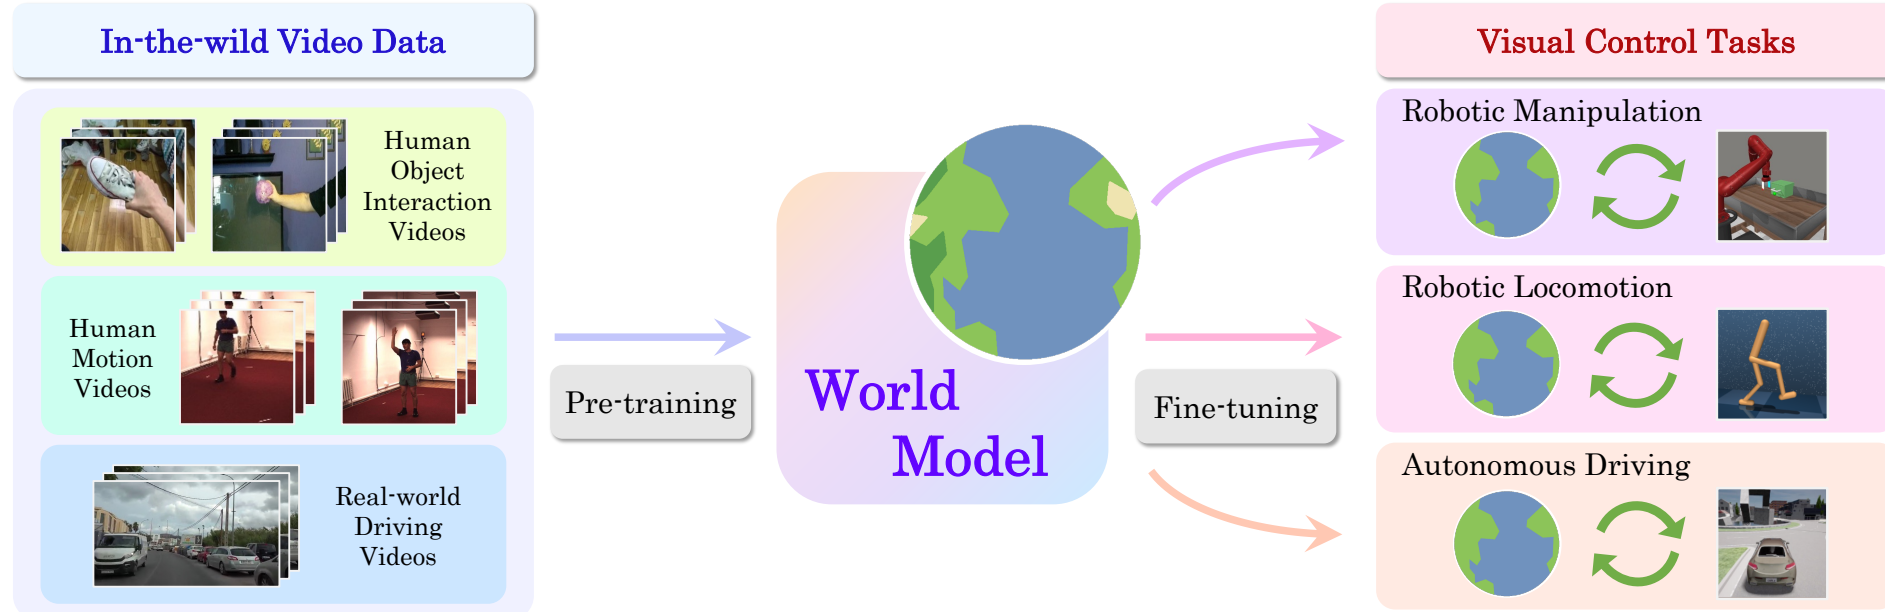 In-the-wild Video Data
Human
Object
Interaction
Videos
Human
Motion
Videos
Real-world
Driving
Videos
Pre-training
World
Model
Fine-tuning
Visual Control Tasks
Robotic Manipulation
Robotic Locomotion
Autonomous Driving